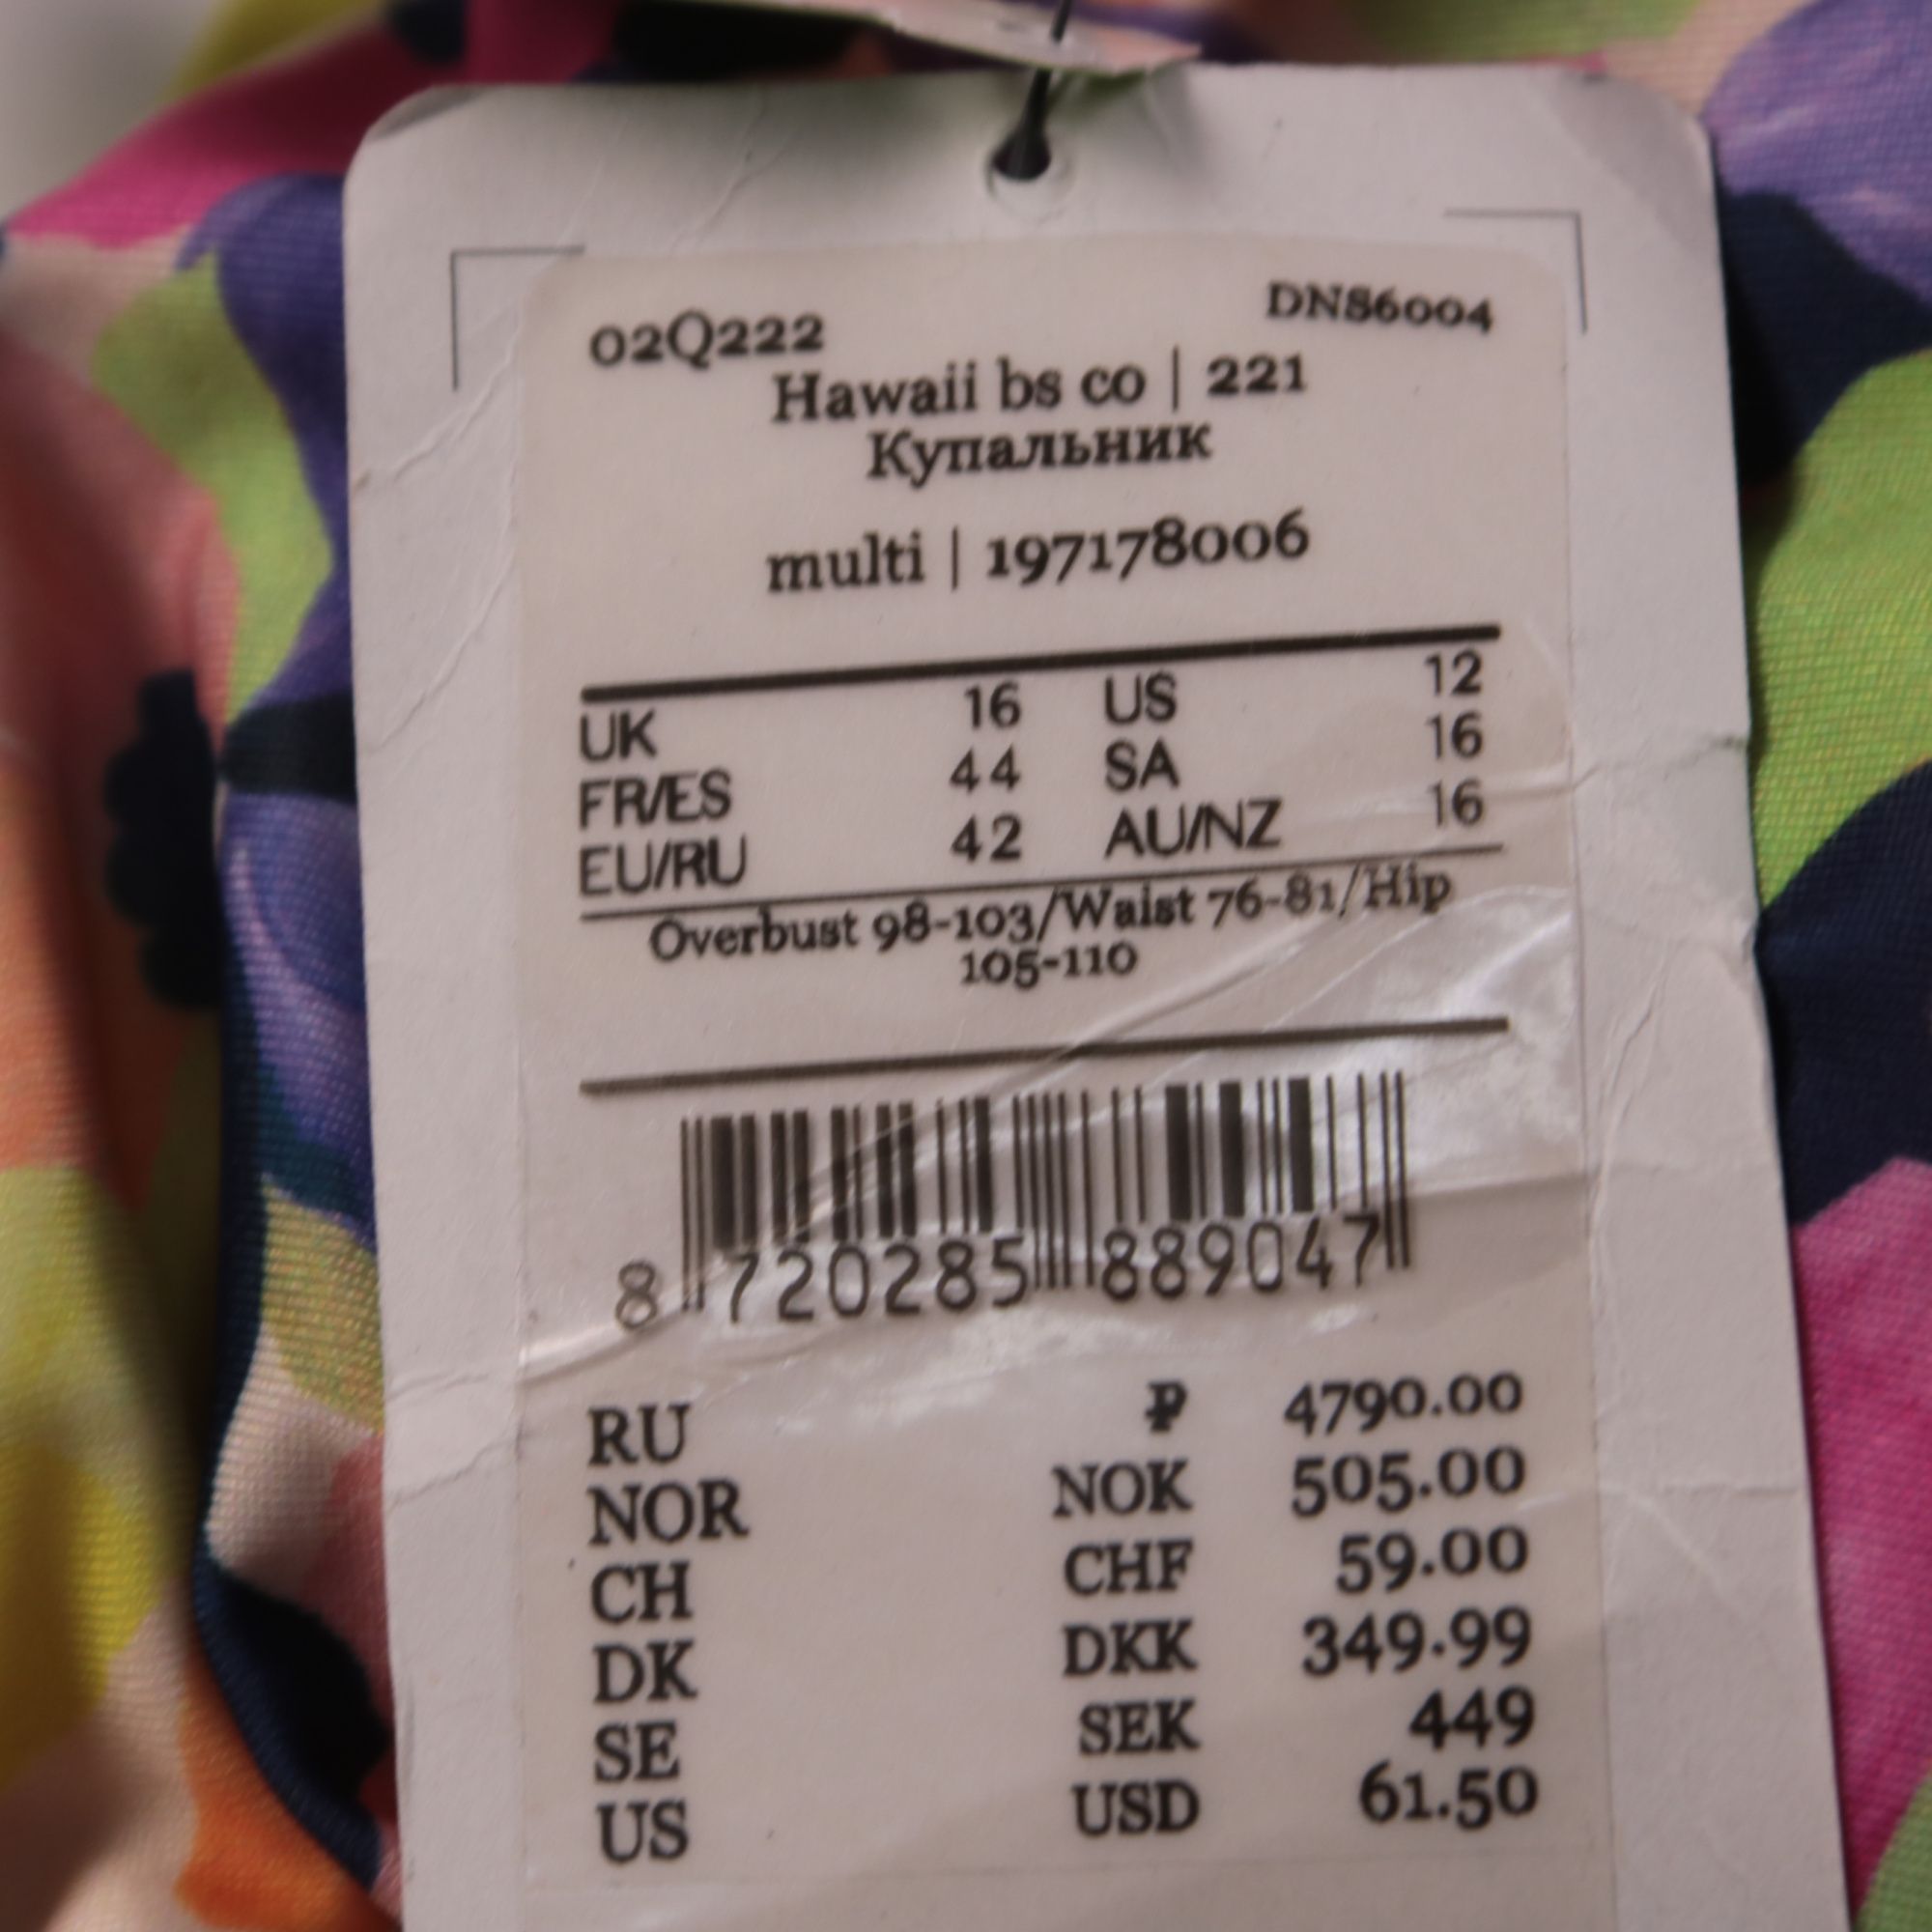 02Q222 DNS6004
Hawaii bs co | 221
Купальник
multi | 197178006
UK 16 US 12
FR/ES 44 SA 16
EU/RU 42 AU/NZ 16
Overbust 98-103/Waist 76-81/Hip
105-110
8 720285 889047
RU ₽ 4790.00
NOR NOK 505.00
CH CHF 59.00
DK DKK 349.99
SE SEK 449
US USD 61.50